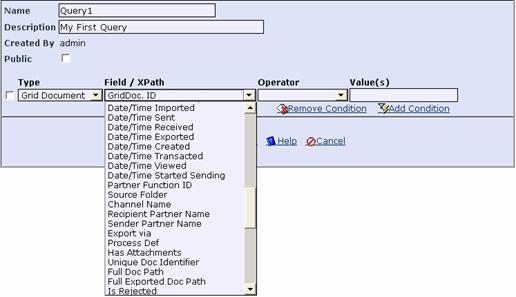 Name Query1
Description My First Query
Created By admin
Public
Type Field / XPath Operator Value(s)
Grid Document GridDoc. ID
Date/Time Imported
Remove Condition Add Condition
Date/Time Sent
Date/Time Received
Date/Time Exported
Date/Time Created
Help Cancel
Date/Time Transacted
Date/Time Viewed
Date/Time Started Sending
Partner Function ID
Source Folder
Channel Name
Recipient Partner Name
Sender Partner Name
Export via
Process Def
Has Attachments
Unique Doc Identifier
Full Doc Path
Full Exported Doc Path
Is Rejected